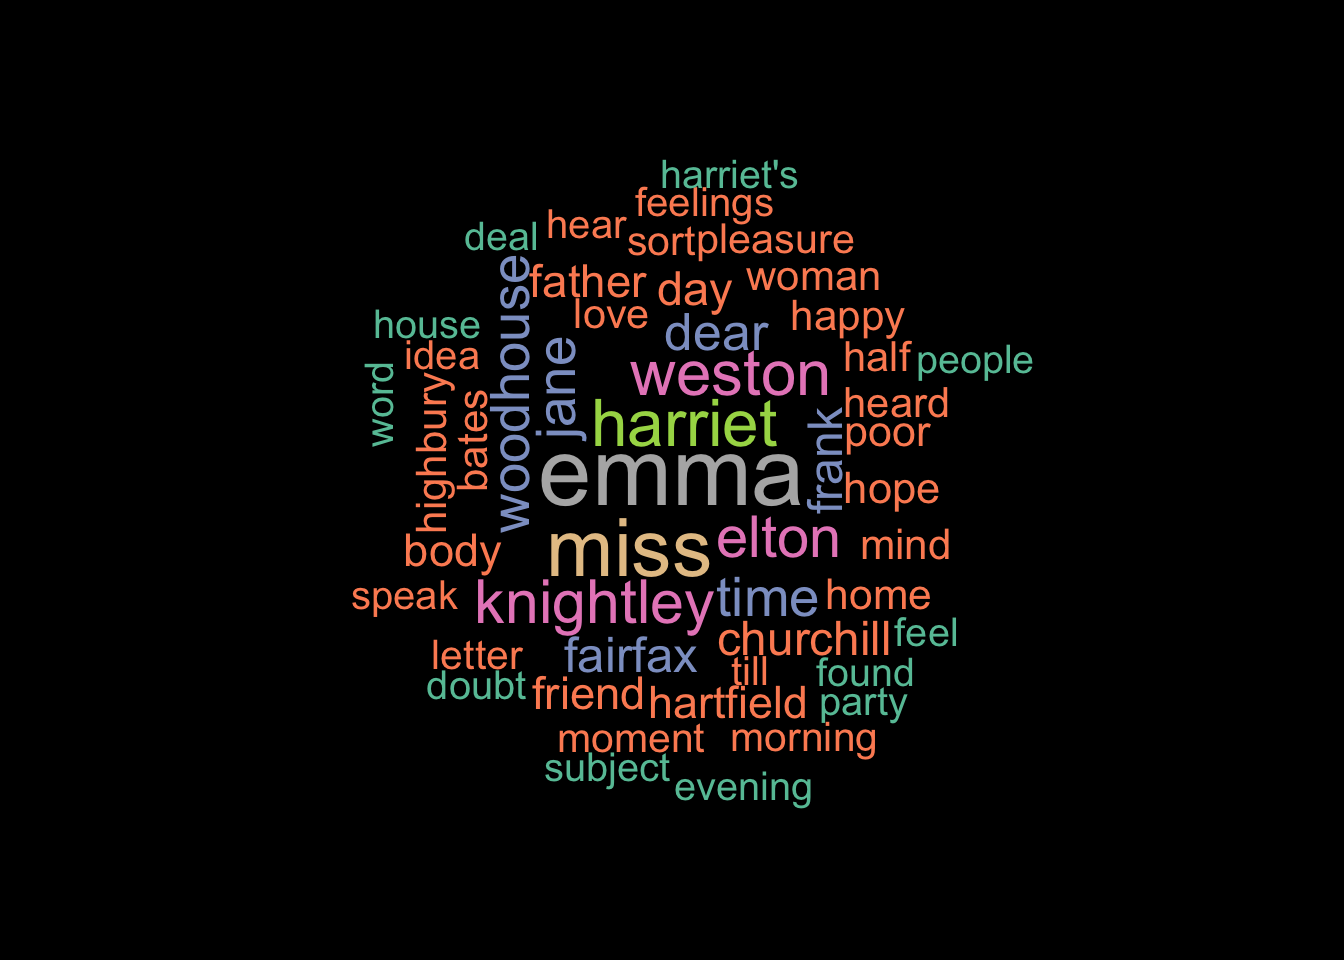 harriet's
feelings
deal
hear
sort
pleasure
father
day
woman
woodhouse
house
love
dear
happy
idea
jane
weston
half
people
word
highbury
bates
harriet
frank
heard
poor
emma
hope
body
miss
elton
mind
speak
knightley
time
home
letter
fairfax
churchill
feel
doubt
friend
till
found
hartfield
party
moment
morning
subject
evening